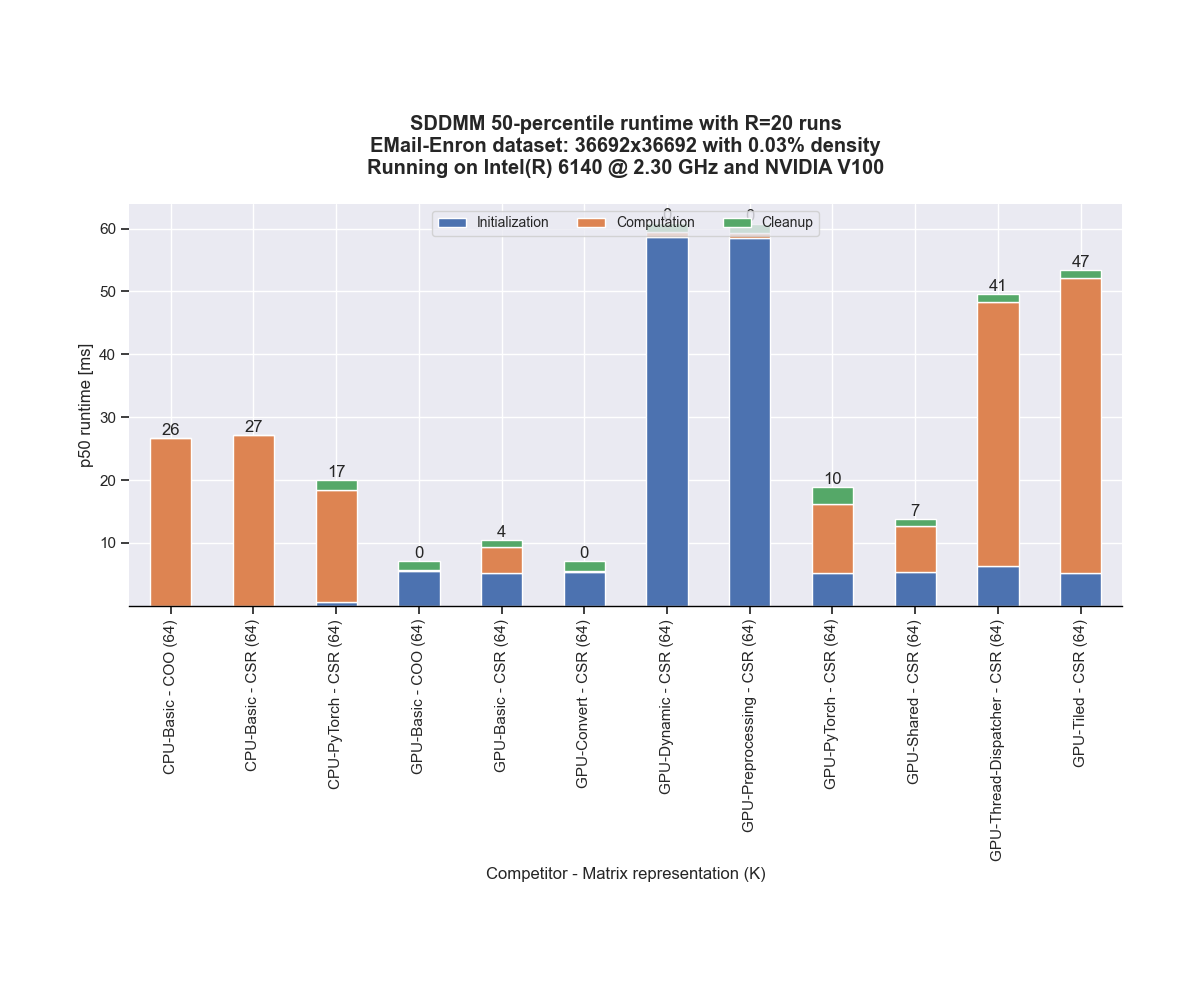 SDDMM 50-percentile runtime with R=20 runs
EMail-Enron dataset: 36692x36692 with 0.03% density
Running on Intel(R) 6140 @ 2.30 GHz and NVIDIA V100
Initialization Computation Cleanup
p50 runtime [ms]
60
50
40
30
20
10
26
27
17
0
4
0
0
0
10
7
41
47
CPU-Basic - COO (64)
CPU-Basic - CSR (64)
CPU-PyTorch - CSR (64)
GPU-Basic - COO (64)
GPU-Basic - CSR (64)
GPU-Convert - CSR (64)
GPU-Dynamic - CSR (64)
GPU-Preprocessing - CSR (64)
GPU-PyTorch - CSR (64)
GPU-Shared - CSR (64)
GPU-Thread-Dispatcher - CSR (64)
GPU-Tiled - CSR (64)
Competitor - Matrix representation (K)